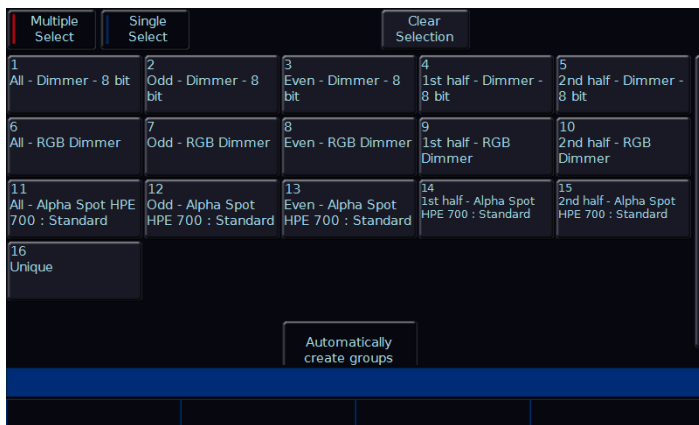 Multiple
Select
Single
Select
Clear
Selection
1
All - Dimmer - 8 bit
2
Odd - Dimmer - 8
bit
3
Even - Dimmer - 8
bit
4
1st half - Dimmer -
8 bit
5
2nd half - Dimmer -
8 bit
6
All - RGB Dimmer
7
Odd - RGB Dimmer
8
Even - RGB Dimmer
9
1st half - RGB
Dimmer
10
2nd half - RGB
Dimmer
11
All - Alpha Spot HPE
700 : Standard
12
Odd - Alpha Spot
HPE 700 : Standard
13
Even - Alpha Spot
HPE 700 : Standard
14
1st half - Alpha Spot
HPE 700 : Standard
15
2nd half - Alpha Spot
HPE 700 : Standard
16
Unique
Automatically
create groups